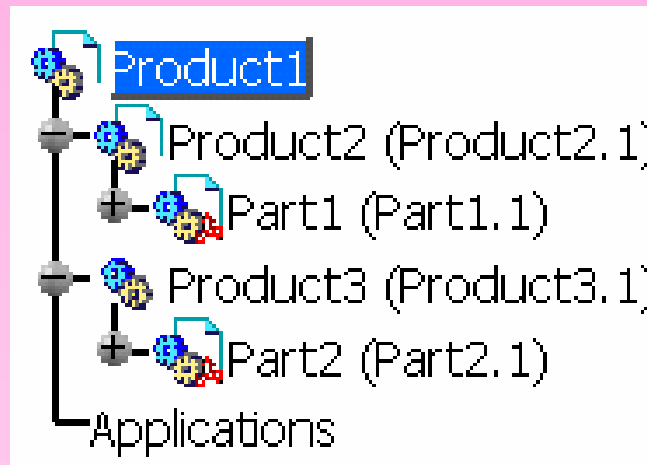 Product1
Product2 (Product2.1)
Part1 (Part1.1)
Product3 (Product3.1)
Part2 (Part2.1)
Applications